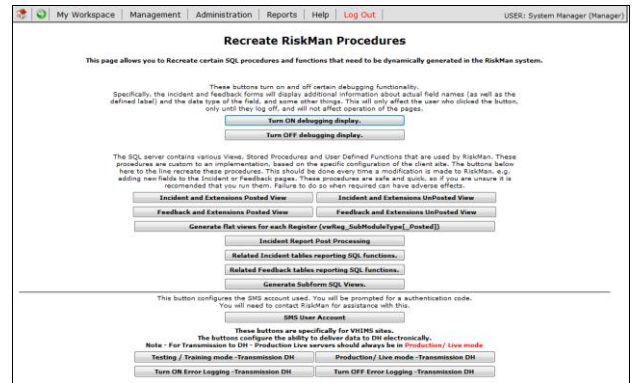 My Workspace Management Administration Reports Help Log Out USER: System Manager (Manager)
Recreate RiskMan Procedures
This page allows you to Recreate certain SQL procedures and functions that need to be dynamically generated in the RiskMan system.
These buttons turn on and off certain debugging functionality.
Specifically, the incident and feedback forms will display additional information about actual field names (as well as the
defined label) and the data type of the field, and some other things. This will only affect the user who clicked the button,
only until they log off, and will not affect operation of the pages.
Turn ON debugging display.
Turn OFF debugging display.
The SQL server contains various Views, Stored Procedures and User Defined Functions that are used by RiskMan. These
procedures are custom to an implementation, based on the specific configuration of the client site. The buttons below
here to the line recreate these procedures. This should be done every time a modification is made to RiskMan, e.g.
adding new fields to the Incident or Feedback pages. These procedures are safe and quick, so if you are unsure it is
recomended that you run them. Failure to do so when required can have adverse effects.
Incident and Extensions Posted View Incident and Extensions UnPosted View
Feedback and Extensions Posted View Feedback and Extensions UnPosted View
Generate flat views for each Register (vwReg_SubModuleType[_Posted])
Incident Report Post Processing
Related Incident tables reporting SQL functions.
Related Feedback tables reporting SQL functions.
Generate Subform SQL Views.
This button configures the SMS account used. You will be prompted for a authentication code.
You will need to contact RiskMan for assistance with this.
SMS User Account
These buttons are specifically for VHIMS sites.
The buttons configure the ability to deliver data to DH electronically.
Note - For Transmission to DH - Production Live servers should always be in Production/ Live mode
Testing / Training mode -Transmission DH Production/ Live mode -Transmission DH
Turn ON Error Logging -Transmission DH Turn OFF Error Logging -Transmission DH